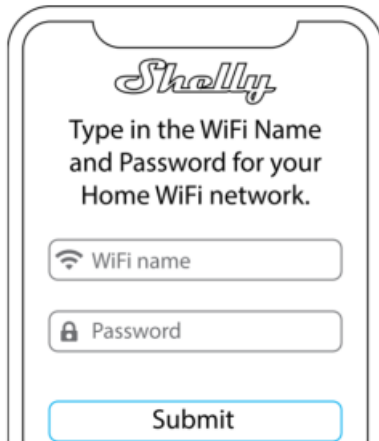 Shelly
Type in the WiFi Name
and Password for your
Home WiFi network.
WiFi name
Password
Submit